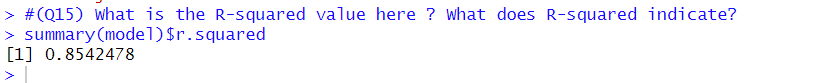 > #(Q15) What is the R-squared value here ? What does R-squared indicate?
> summary(model)$r.squared
[1] 0.8542478
>